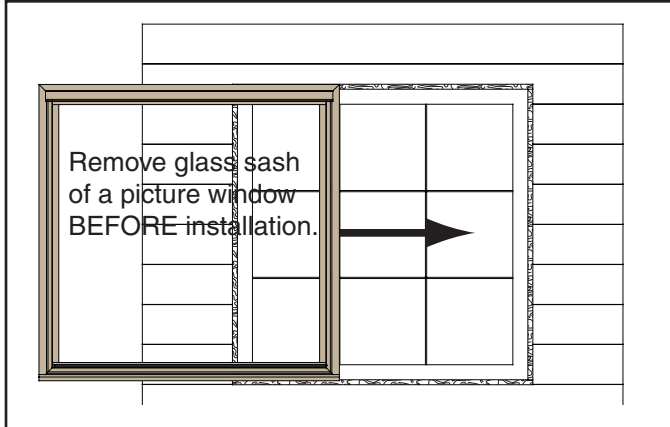 Remove glass sash
of a picture window
BEFORE installation.